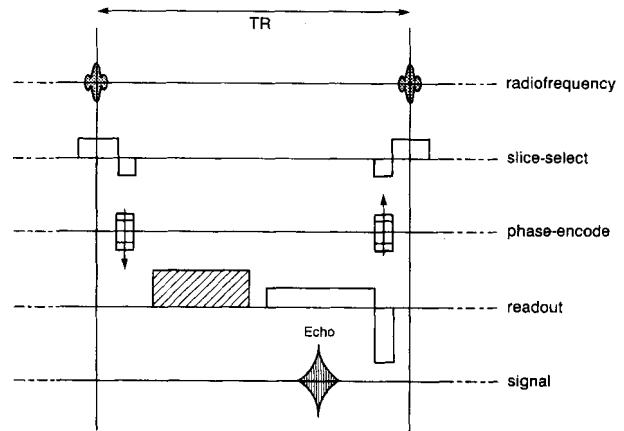 TR
radiofrequency
slice-select
phase-encode
readout
Echo
signal